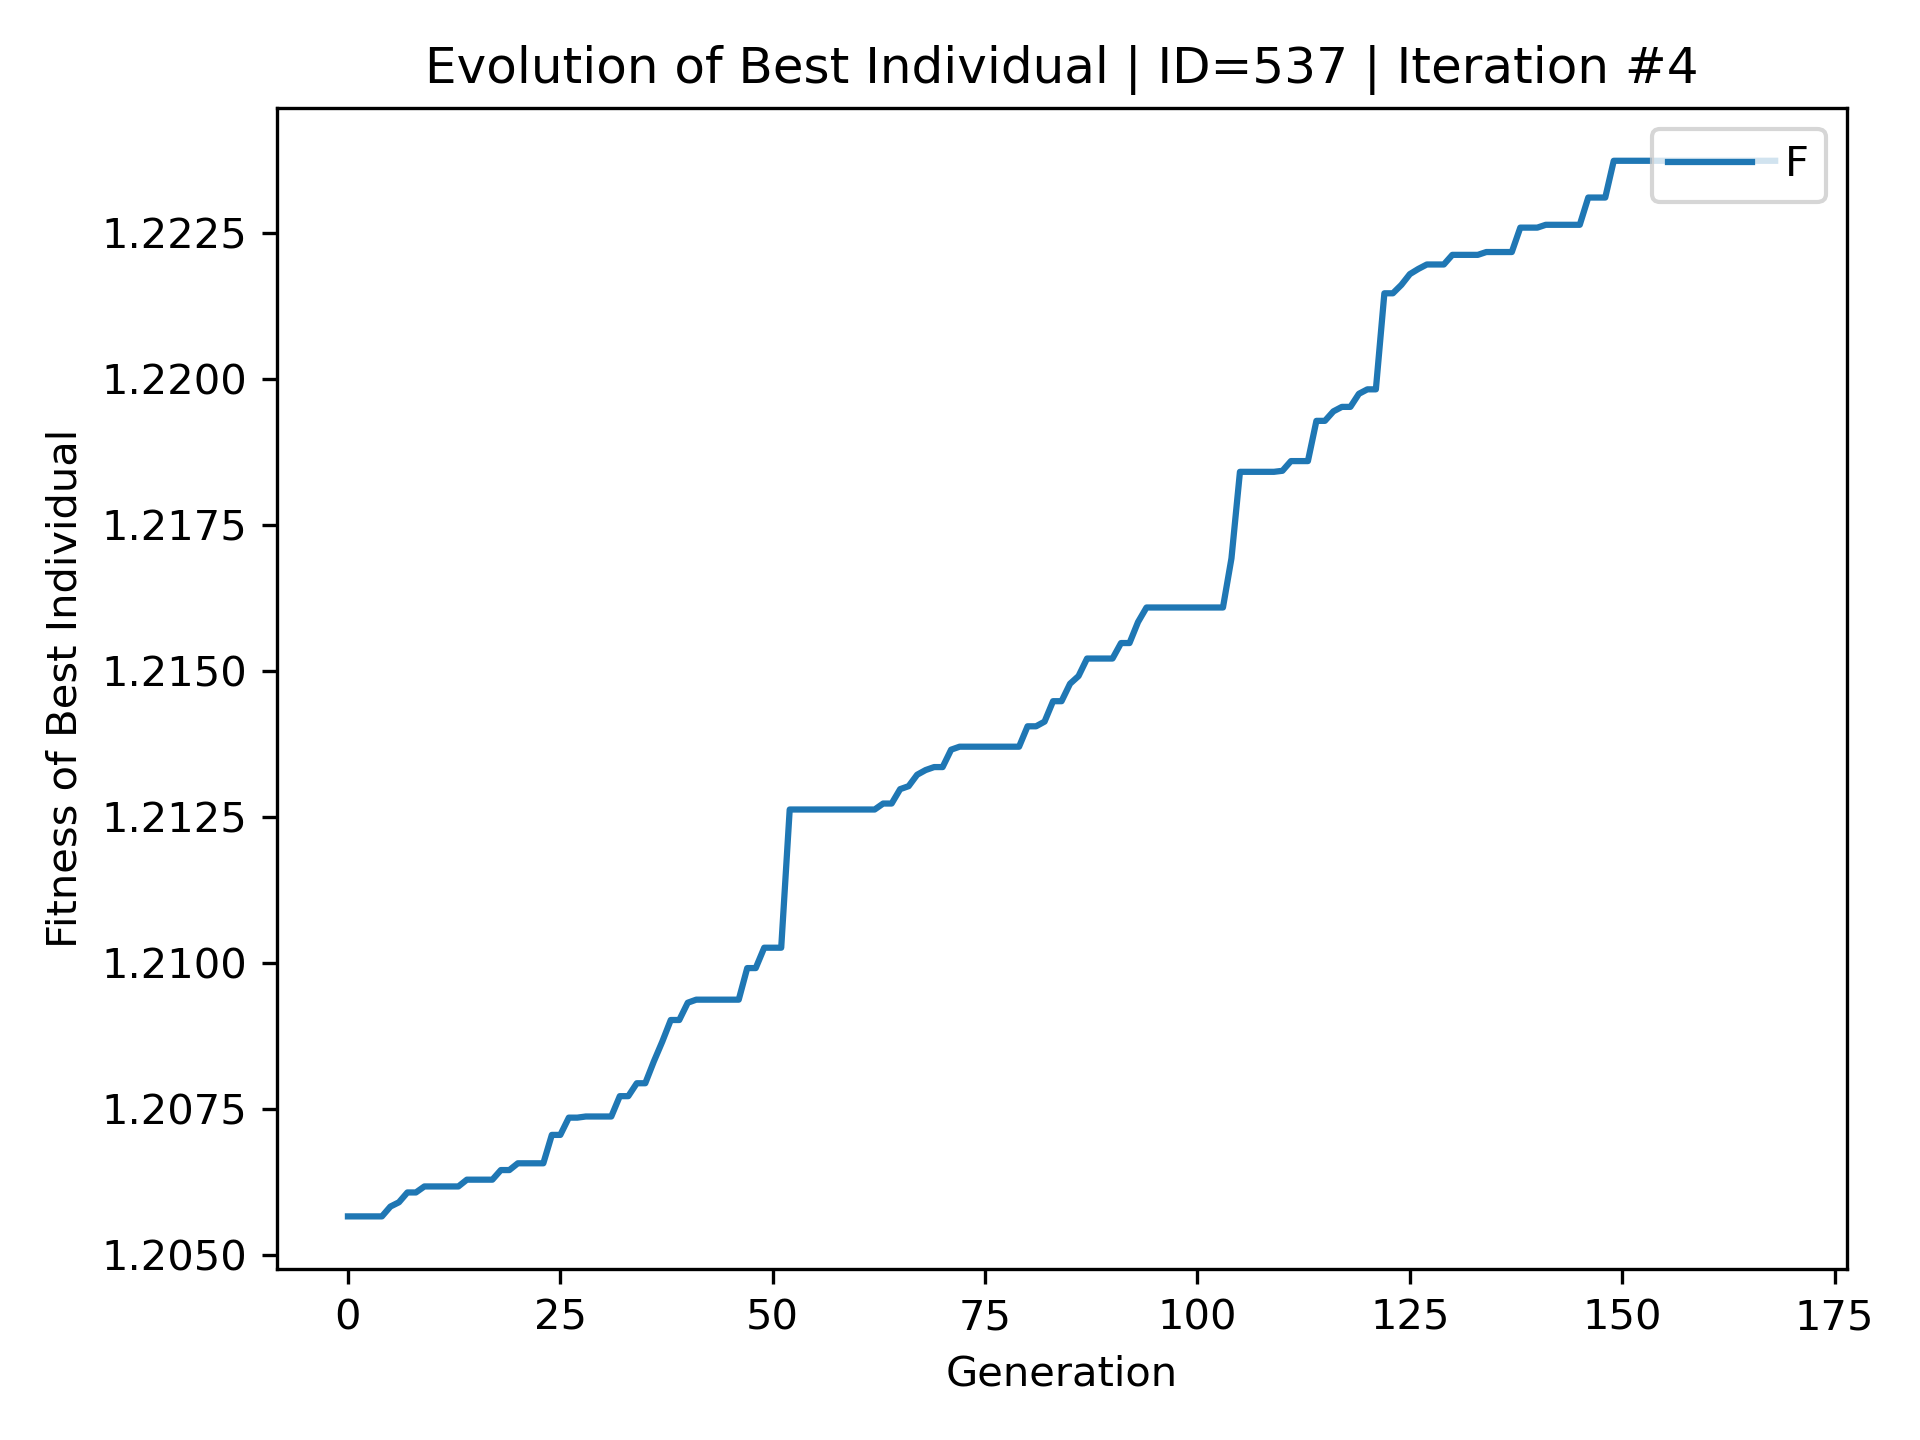 Evolution of Best Individual | ID=537 | Iteration #4
F
1.2225
1.2200
1.2175
1.2150
1.2125
1.2100
1.2075
1.2050
Fitness of Best Individual
0 25 50 75 100 125 150 175
Generation